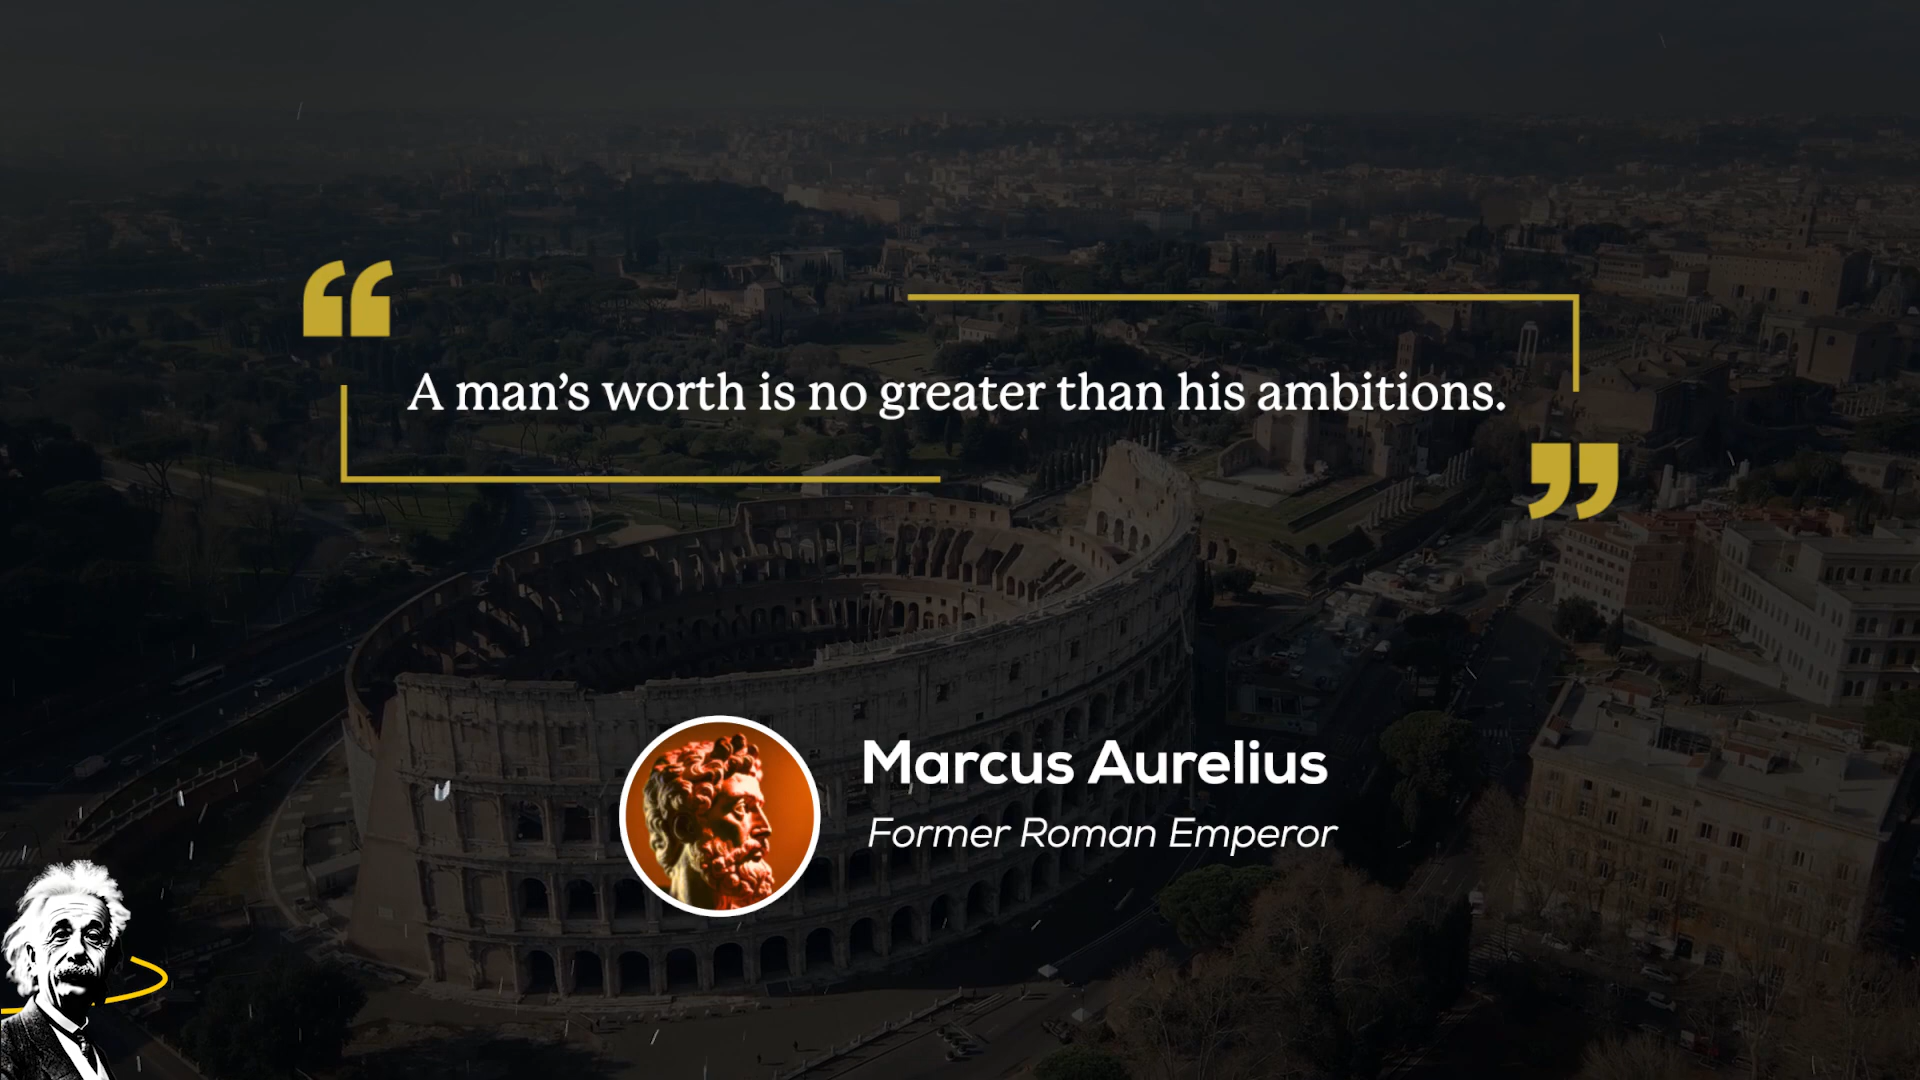 “
A man’s worth is no greater than his ambitions.
”
Marcus Aurelius
Former Roman Emperor